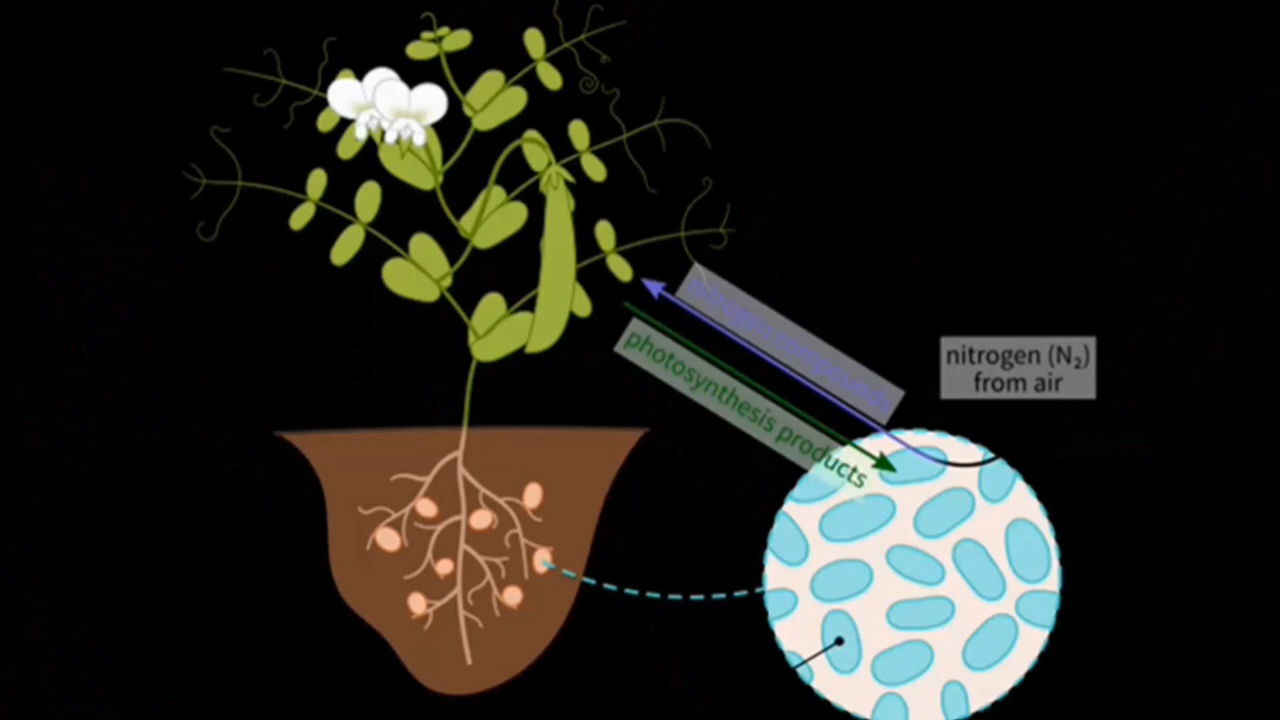 nitrogen compounds
photosynthesis products
nitrogen (N₂)
from air